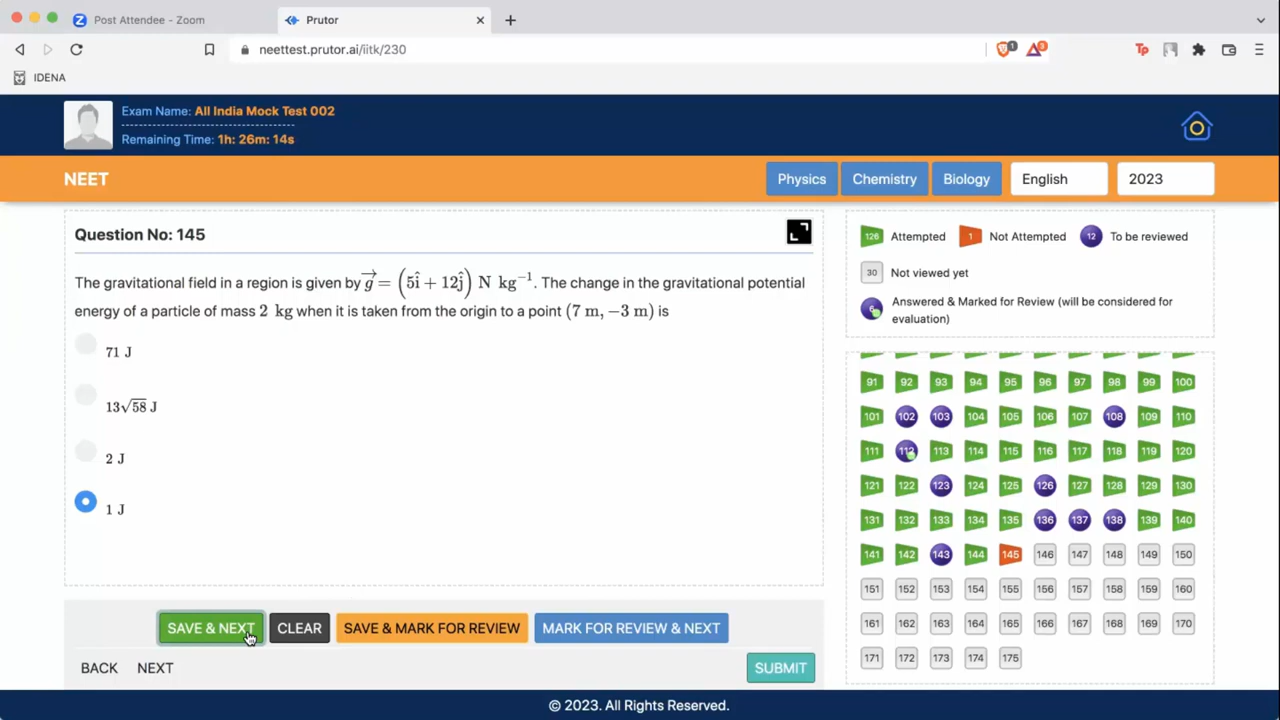 Post Attendee - Zoom
Prutor
neettest.prutor.ai/iitk/230
1
3
Tp
IDENA
Exam Name: All India Mock Test 002
Remaining Time: 1h: 26m: 14s
NEET
Physics
Chemistry
Biology
English
2023
Question No: 145
The gravitational field in a region is given by g⃗ = (5î + 12ĵ) N kg⁻¹. The change in the gravitational potential
energy of a particle of mass 2 kg when it is taken from the origin to a point (7 m, −3 m) is
71 J
13√58 J
2 J
1 J
SAVE & NEXT
CLEAR
SAVE & MARK FOR REVIEW
MARK FOR REVIEW & NEXT
BACK
NEXT
SUBMIT
126 Attempted
1 Not Attempted
12 To be reviewed
30 Not viewed yet
Answered & Marked for Review (will be considered for
evaluation)
91 92 93 94 95 96 97 98 99 100
101 102 103 104 105 106 107 108 109 110
111 112 113 114 115 116 117 118 119 120
121 122 123 124 125 126 127 128 129 130
131 132 133 134 135 136 137 138 139 140
141 142 143 144 145 146 147 148 149 150
151 152 153 154 155 156 157 158 159 160
161 162 163 164 165 166 167 168 169 170
171 172 173 174 175
© 2023. All Rights Reserved.